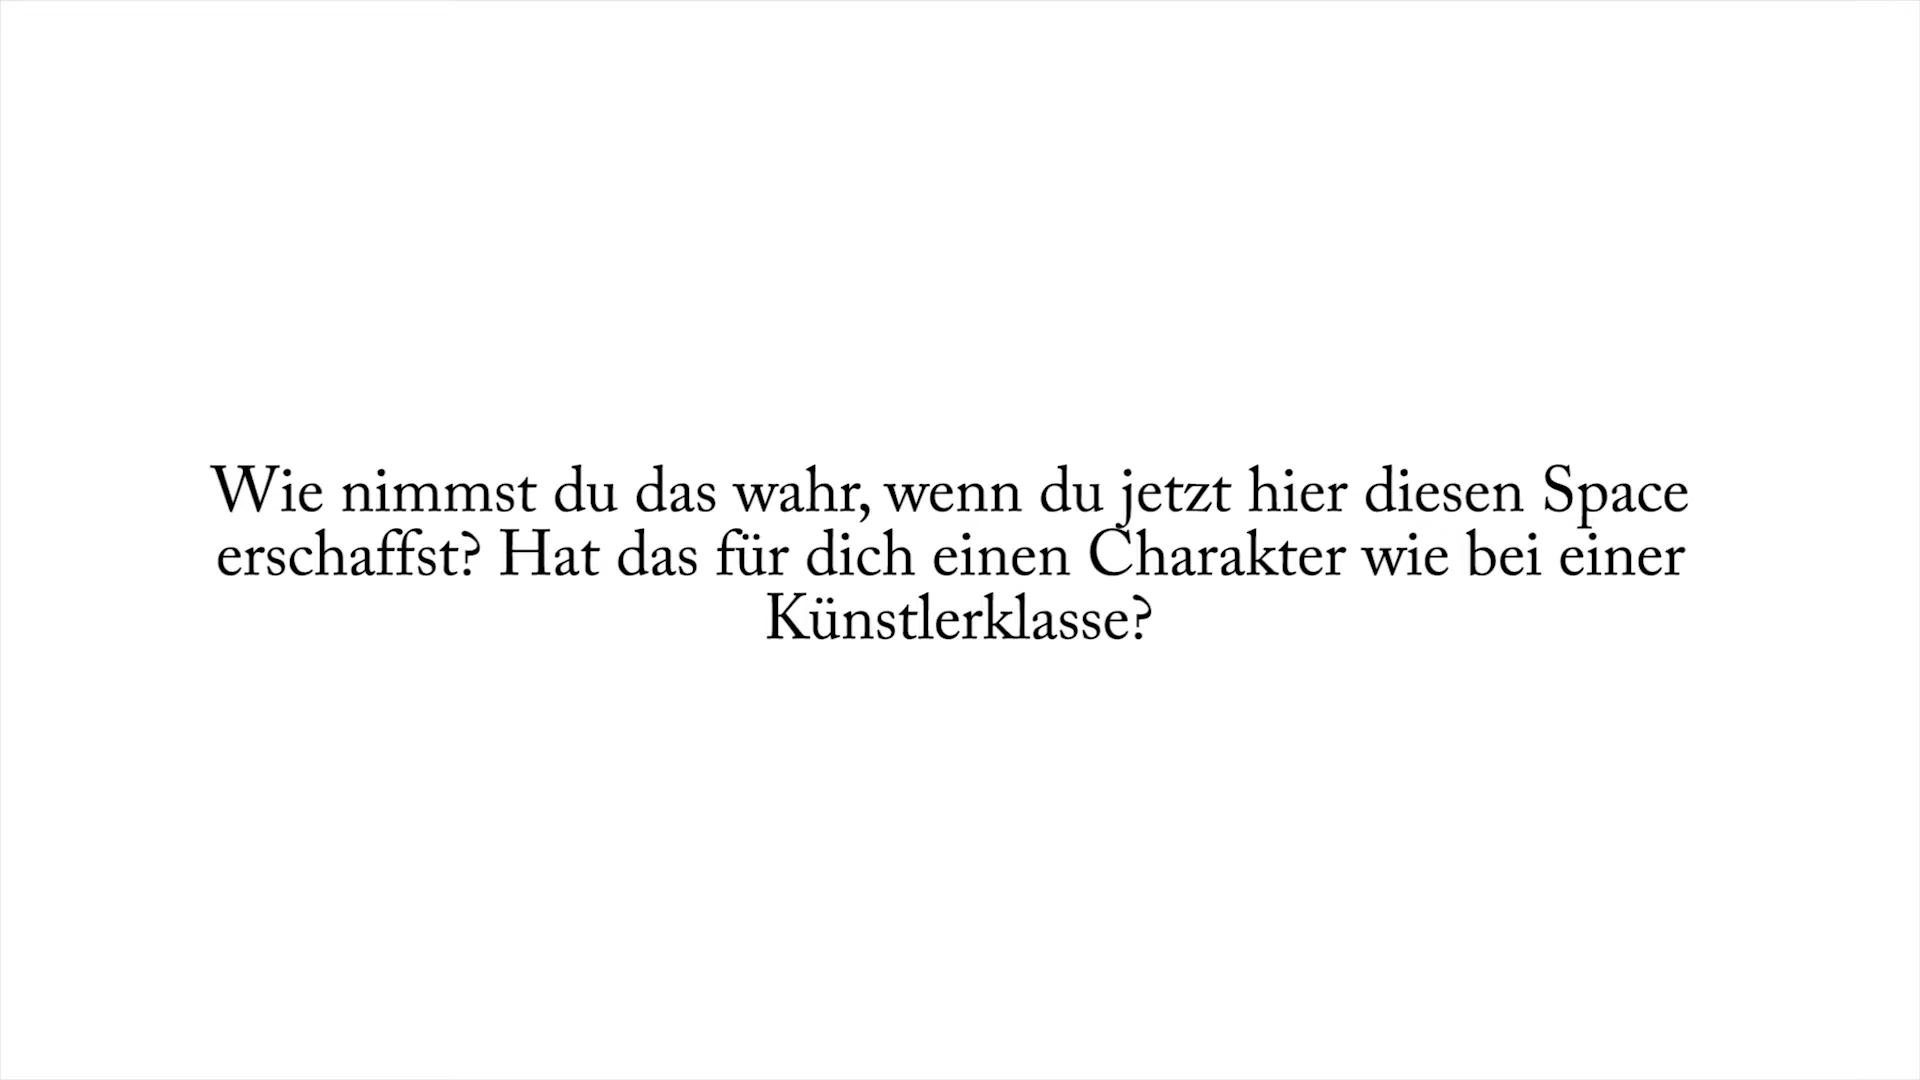 Wie nimmst du das wahr, wenn du jetzt hier diesen Space
erschaffst? Hat das für dich einen Charakter wie bei einer
Künstlerklasse?